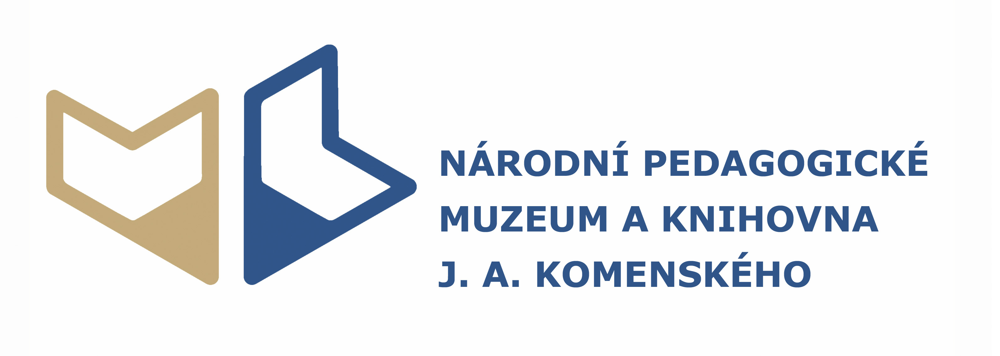 NÁRODNÍ PEDAGOGICKÉ
MUZEUM A KNIHOVNA
J. A. KOMENSKÉHO